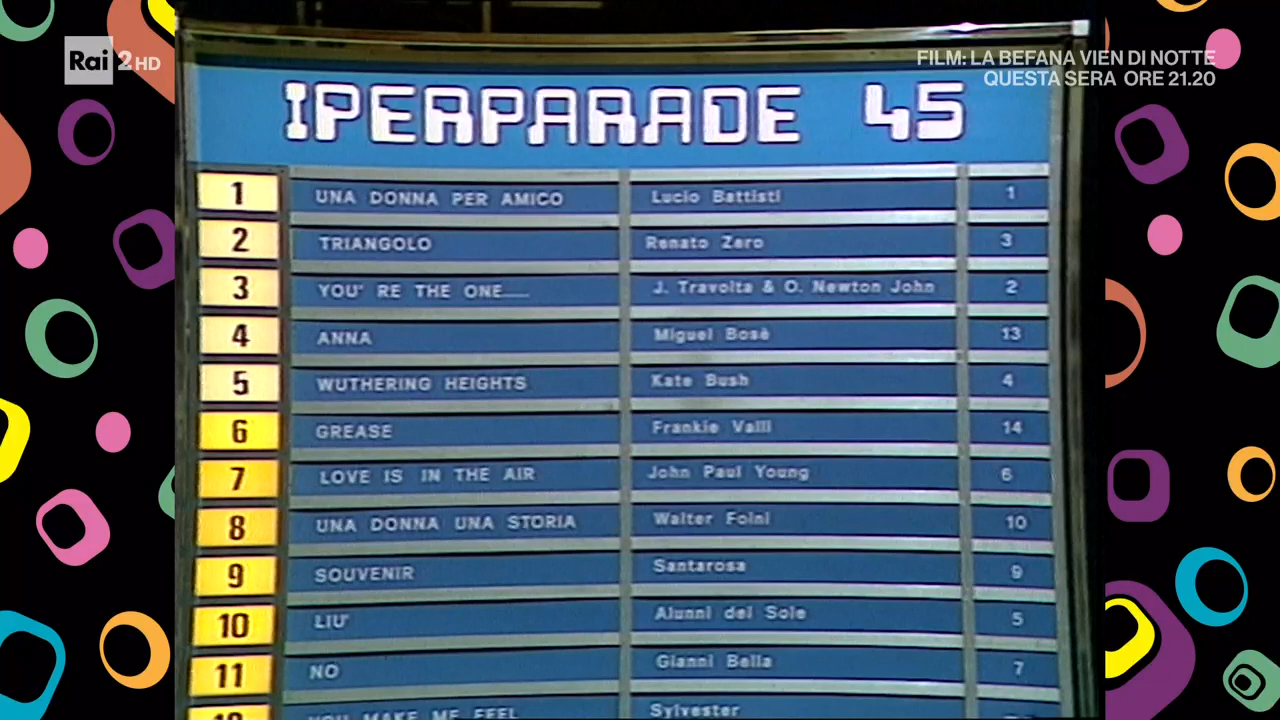 Rai 2 HD
FILM: LA BEFANA VIEN DI NOTTE
QUESTA SERA ORE 21.20
IPERPARADE 45
1 UNA DONNA PER AMICO Lucio Battisti 1
2 TRIANGOLO Renato Zero 3
3 YOU' RE THE ONE...... J. Travolta & O. Newton John 2
4 ANNA Miguel Bosè 13
5 WUTHERING HEIGHTS Kate Bush 4
6 GREASE Frankie Valli 14
7 LOVE IS IN THE AIR John Paul Young 6
8 UNA DONNA UNA STORIA Walter Foini 10
9 SOUVENIR Santarosa 9
10 LIU' Alunni del Sole 5
11 NO Gianni Bella 7
12 YOU MAKE ME FEEL Sylvester